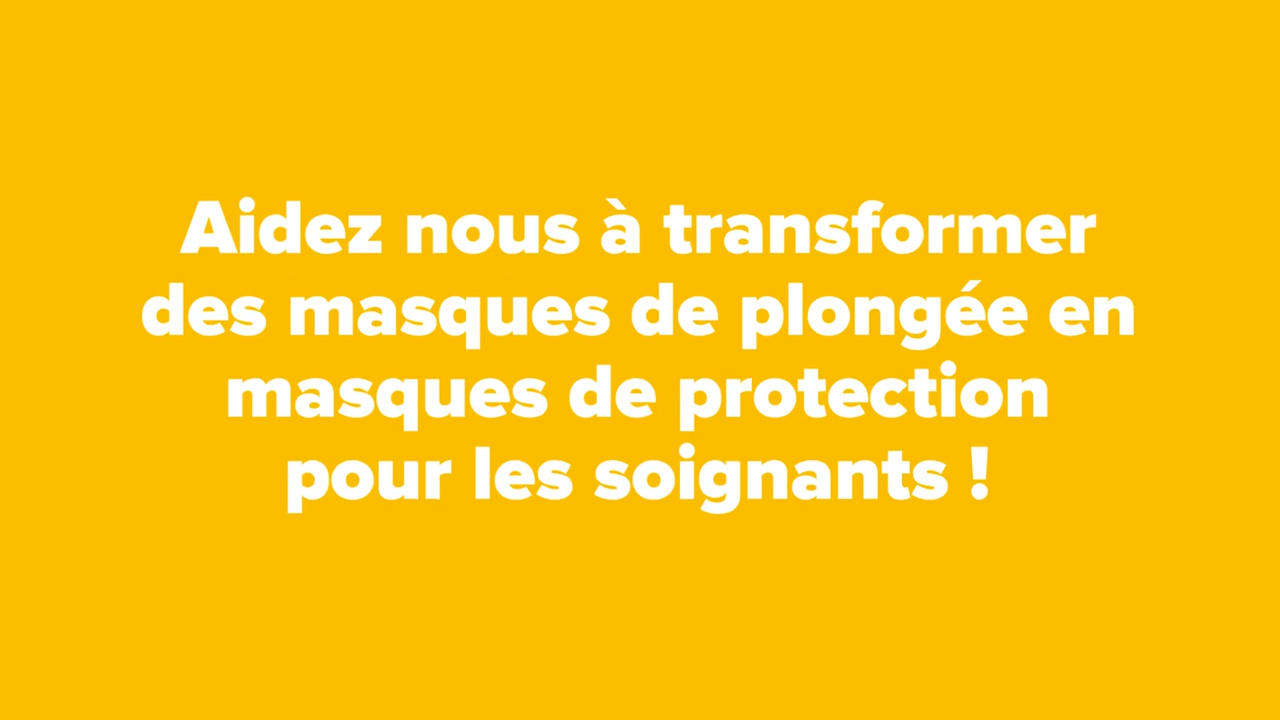 Aidez nous à transformer
des masques de plongée en
masques de protection
pour les soignants !